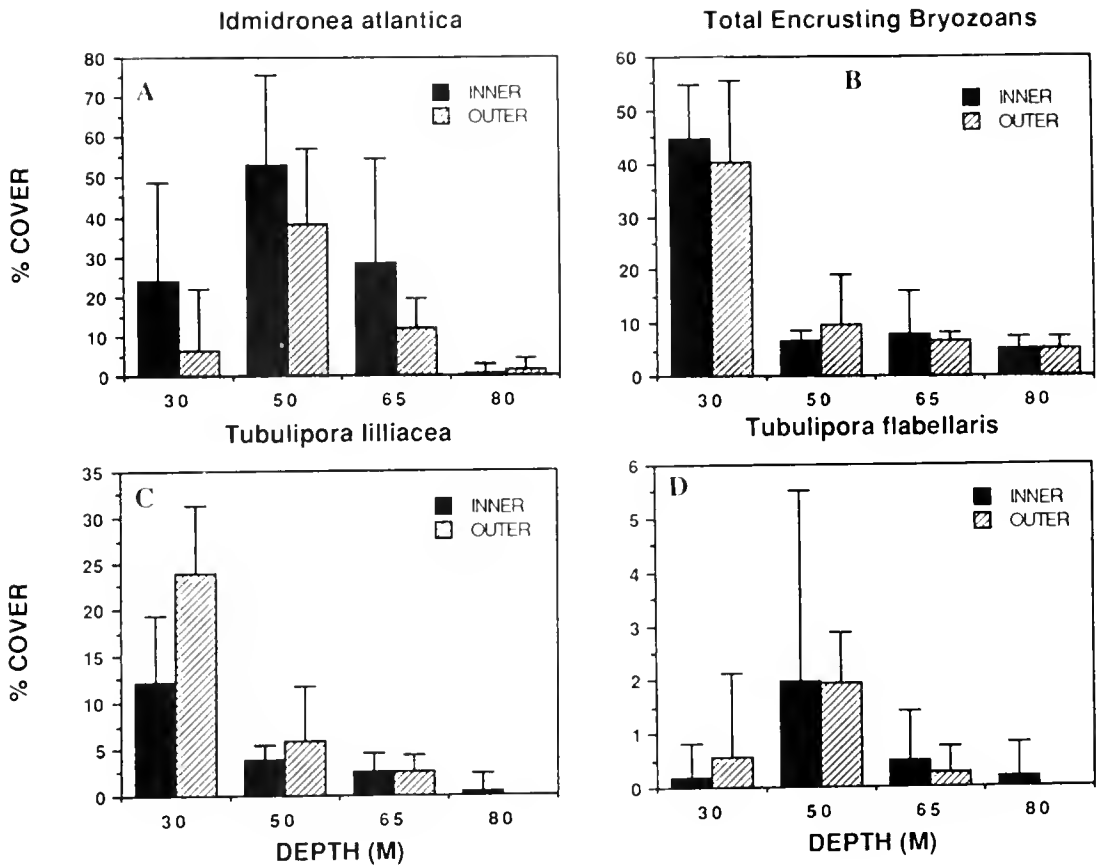 Idmidronea atlantica
% COVER
80
70
60
50
40
30
20
10
0
A
INNER
OUTER
30 50 65 80
Total Encrusting Bryozoans
60
50
40
30
20
10
0
B
INNER
OUTER
30 50 65 80
Tubulipora lilliacea
% COVER
35
30
25
20
15
10
5
0
C
INNER
OUTER
30 50 65 80
DEPTH (M)
Tubulipora flabellaris
6
5
4
3
2
1
0
D
INNER
OUTER
30 50 65 80
DEPTH (M)